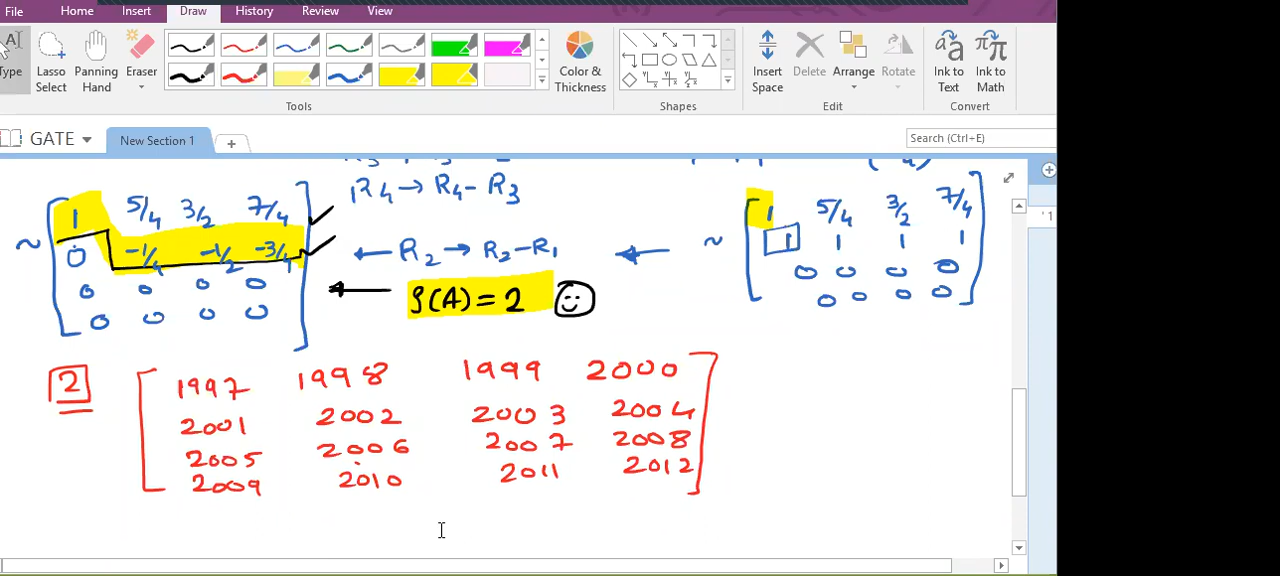 File Home Insert Draw History Review View
Type Lasso Select Panning Hand Eraser Color & Thickness Insert Space Delete Arrange Rotate Ink to Text Ink to Math
Tools Shapes Edit Convert
GATE New Section 1 + Search (Ctrl+E)
R4 → R4 - R3
~ [ 1 5/4 3/2 7/4
0 -1/4 -1/2 -3/4
0 0 0 0
0 0 0 0 ]
← R2 → R2 - R1 ←
← ρ(A) = 2
~ [ 1 5/4 3/2 7/4
1 1 1 1
0 0 0 0
0 0 0 0 ]
2
[ 1997 1998 1999 2000
2001 2002 2003 2004
2005 2006 2007 2008
2009 2010 2011 2012 ]